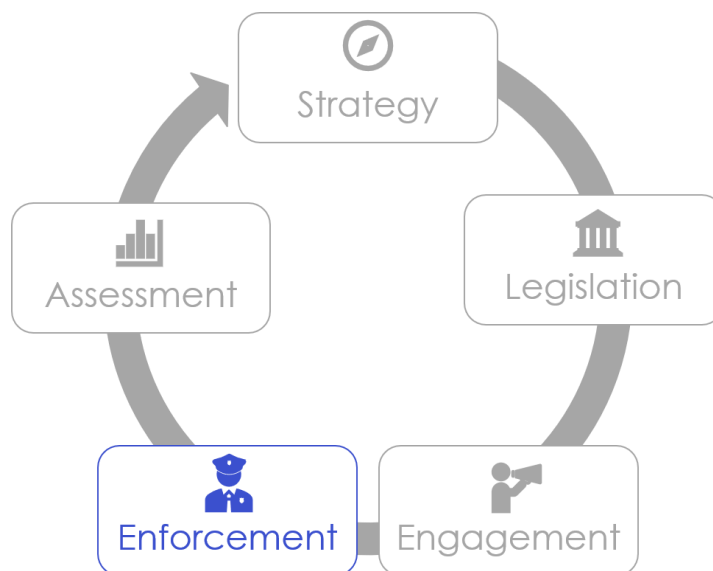 Strategy
Legislation
Assessment
Enforcement
Engagement